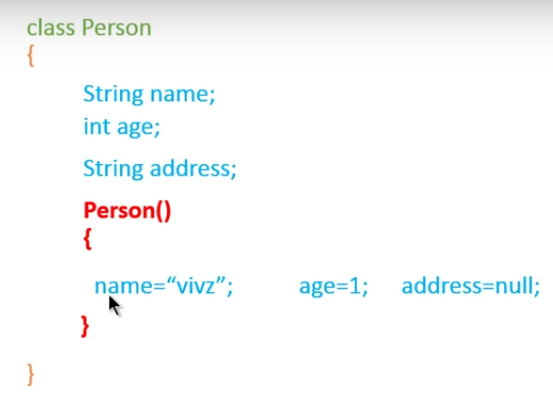 class Person
{
String name;
int age;
String address;
Person()
{
name=“vivz”; age=1; address=null;
}
}